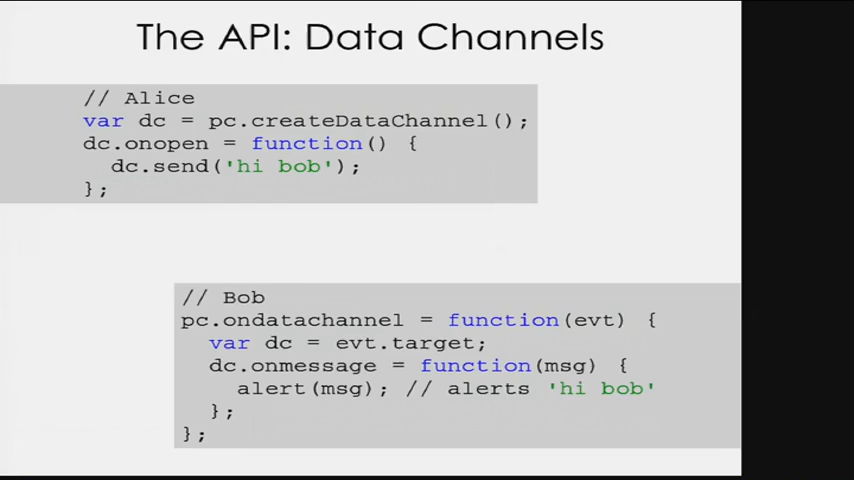 The API: Data Channels
// Alice
var dc = pc.createDataChannel();
dc.onopen = function() {
  dc.send('hi bob');
};
// Bob
pc.ondatachannel = function(evt) {
  var dc = evt.target;
  dc.onmessage = function(msg) {
    alert(msg); // alerts 'hi bob'
  };
};